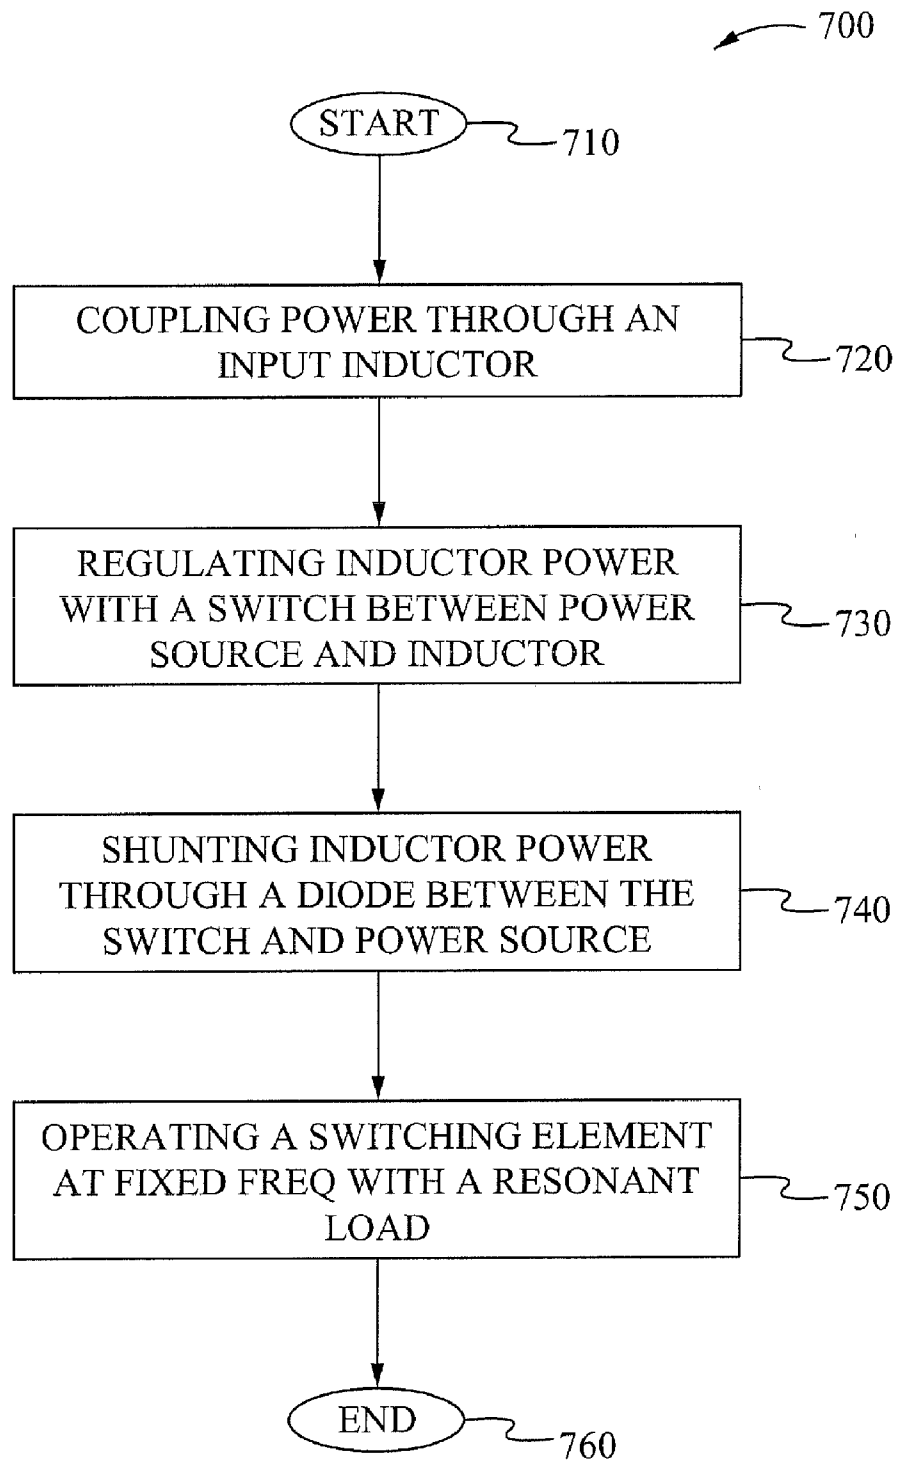 700
START
710
COUPLING POWER THROUGH AN
INPUT INDUCTOR
720
REGULATING INDUCTOR POWER
WITH A SWITCH BETWEEN POWER
SOURCE AND INDUCTOR
730
SHUNTING INDUCTOR POWER
THROUGH A DIODE BETWEEN THE
SWITCH AND POWER SOURCE
740
OPERATING A SWITCHING ELEMENT
AT FIXED FREQ WITH A RESONANT
LOAD
750
END
760